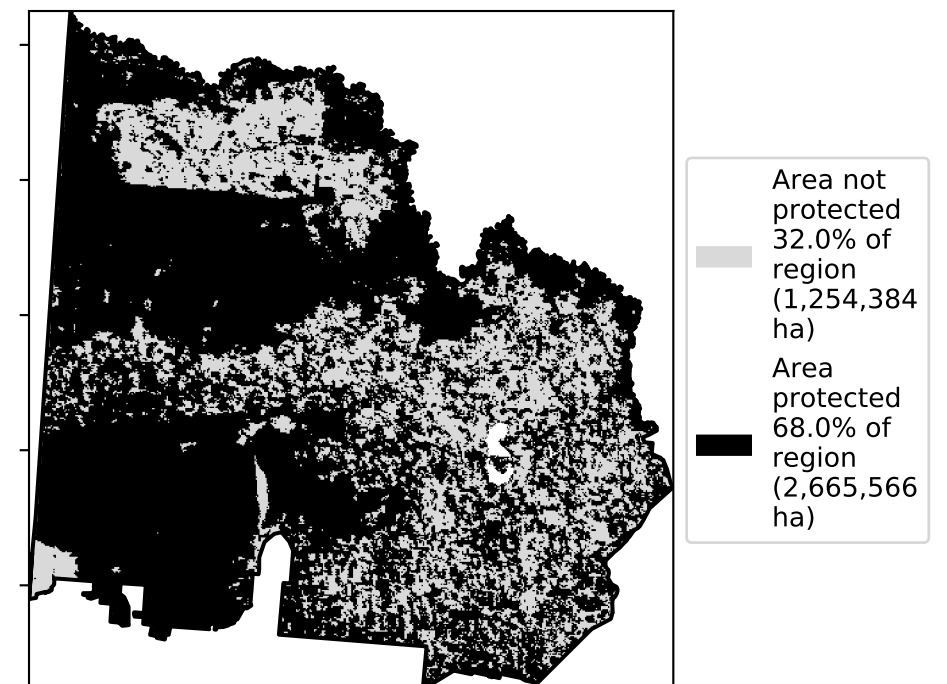 Area not
protected
32.0% of
region
(1,254,384
ha)
Area
protected
68.0% of
region
(2,665,566
ha)